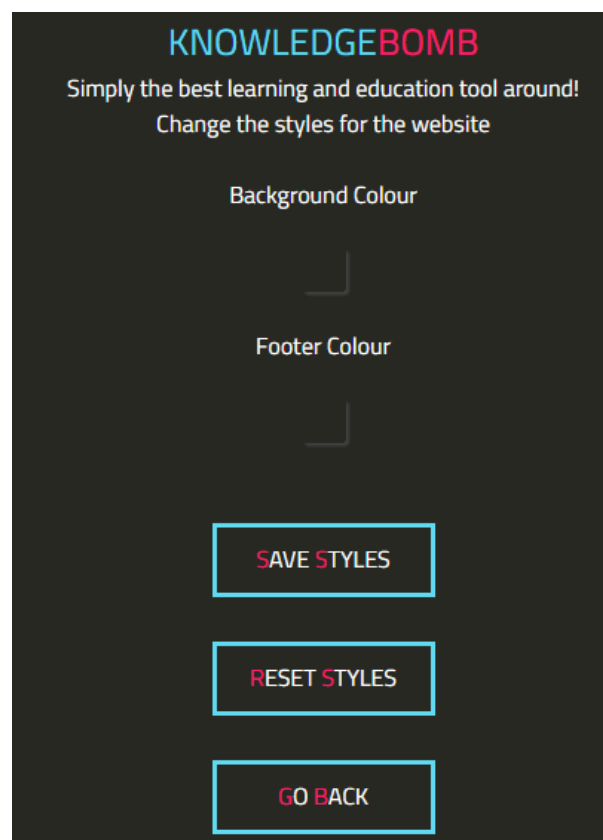 KNOWLEDGEBOMB
Simply the best learning and education tool around!
Change the styles for the website
Background Colour
Footer Colour
SAVE STYLES
RESET STYLES
GO BACK